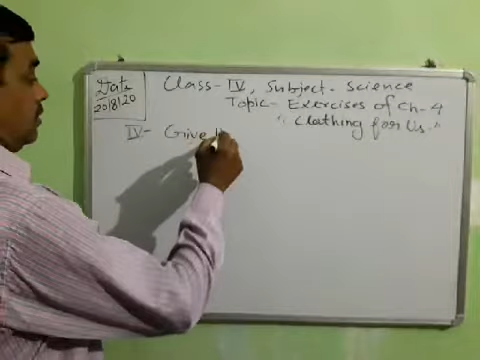 Date
20/8/20
Class - IV, Subject - Science
Topic - Exercises of Ch - 4
" Clothing for Us. "
IV - Give